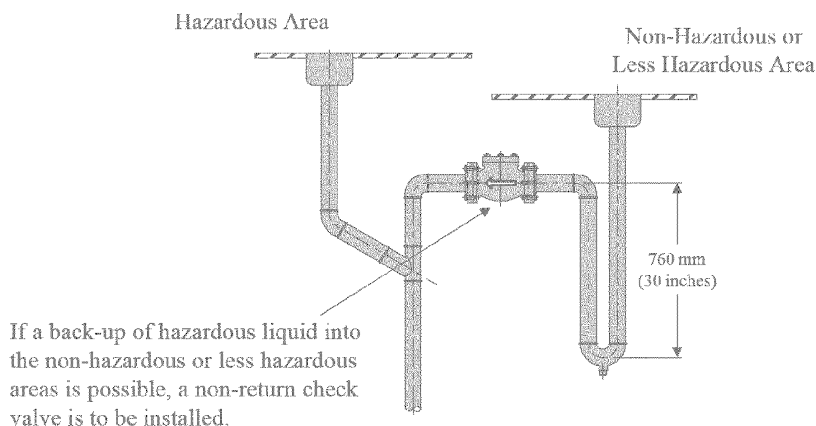 Hazardous Area
Non-Hazardous or
Less Hazardous Area
760 mm
(30 inches)
If a back-up of hazardous liquid into
the non-hazardous or less hazardous
areas is possible, a non-return check
valve is to be installed.